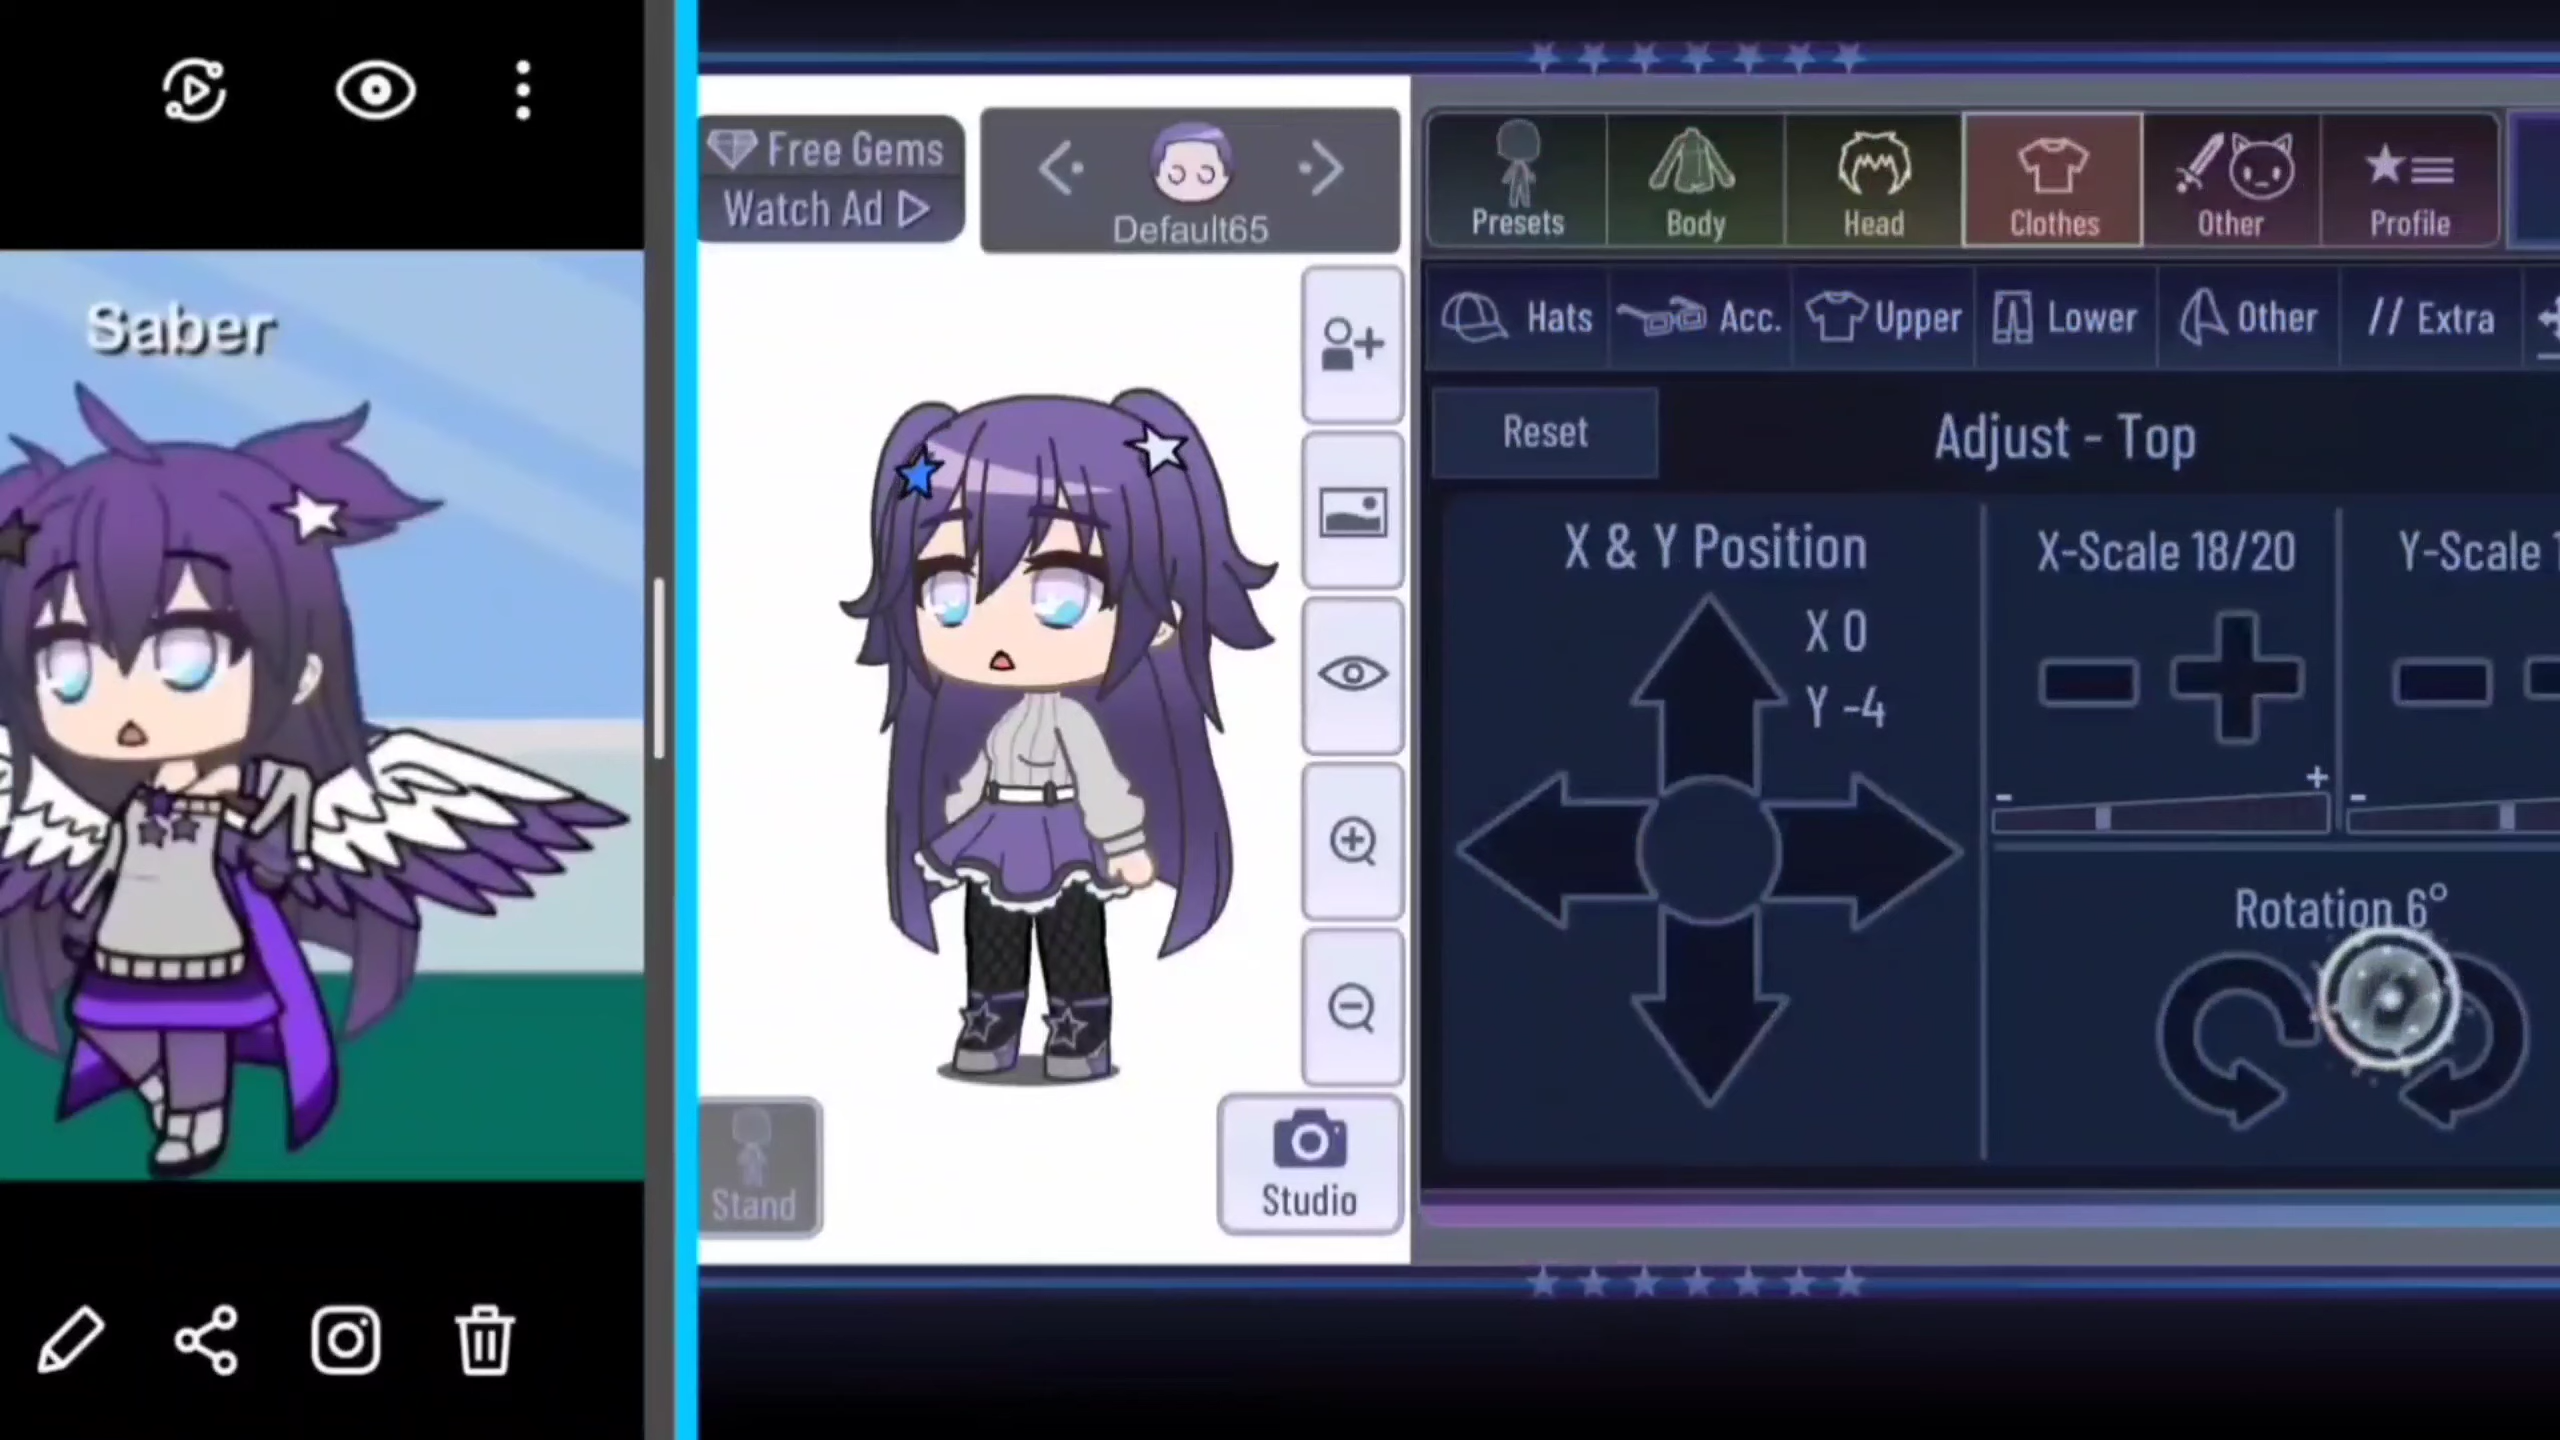 Saber
Free Gems
Watch Ad
Default65
Stand
Studio
Presets
Body
Head
Clothes
Other
Profile
Hats
Acc.
Upper
Lower
Other
// Extra
Reset
Adjust - Top
X & Y Position
X 0
Y -4
X-Scale 18/20
Y-Scale
Rotation 6°